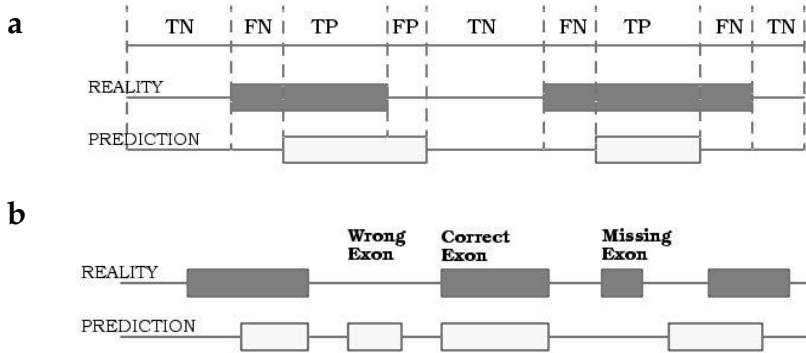 a
TN FN TP FP TN FN TP FN TN
REALITY
PREDICTION
b
Wrong Exon
Correct Exon
Missing Exon
REALITY
PREDICTION